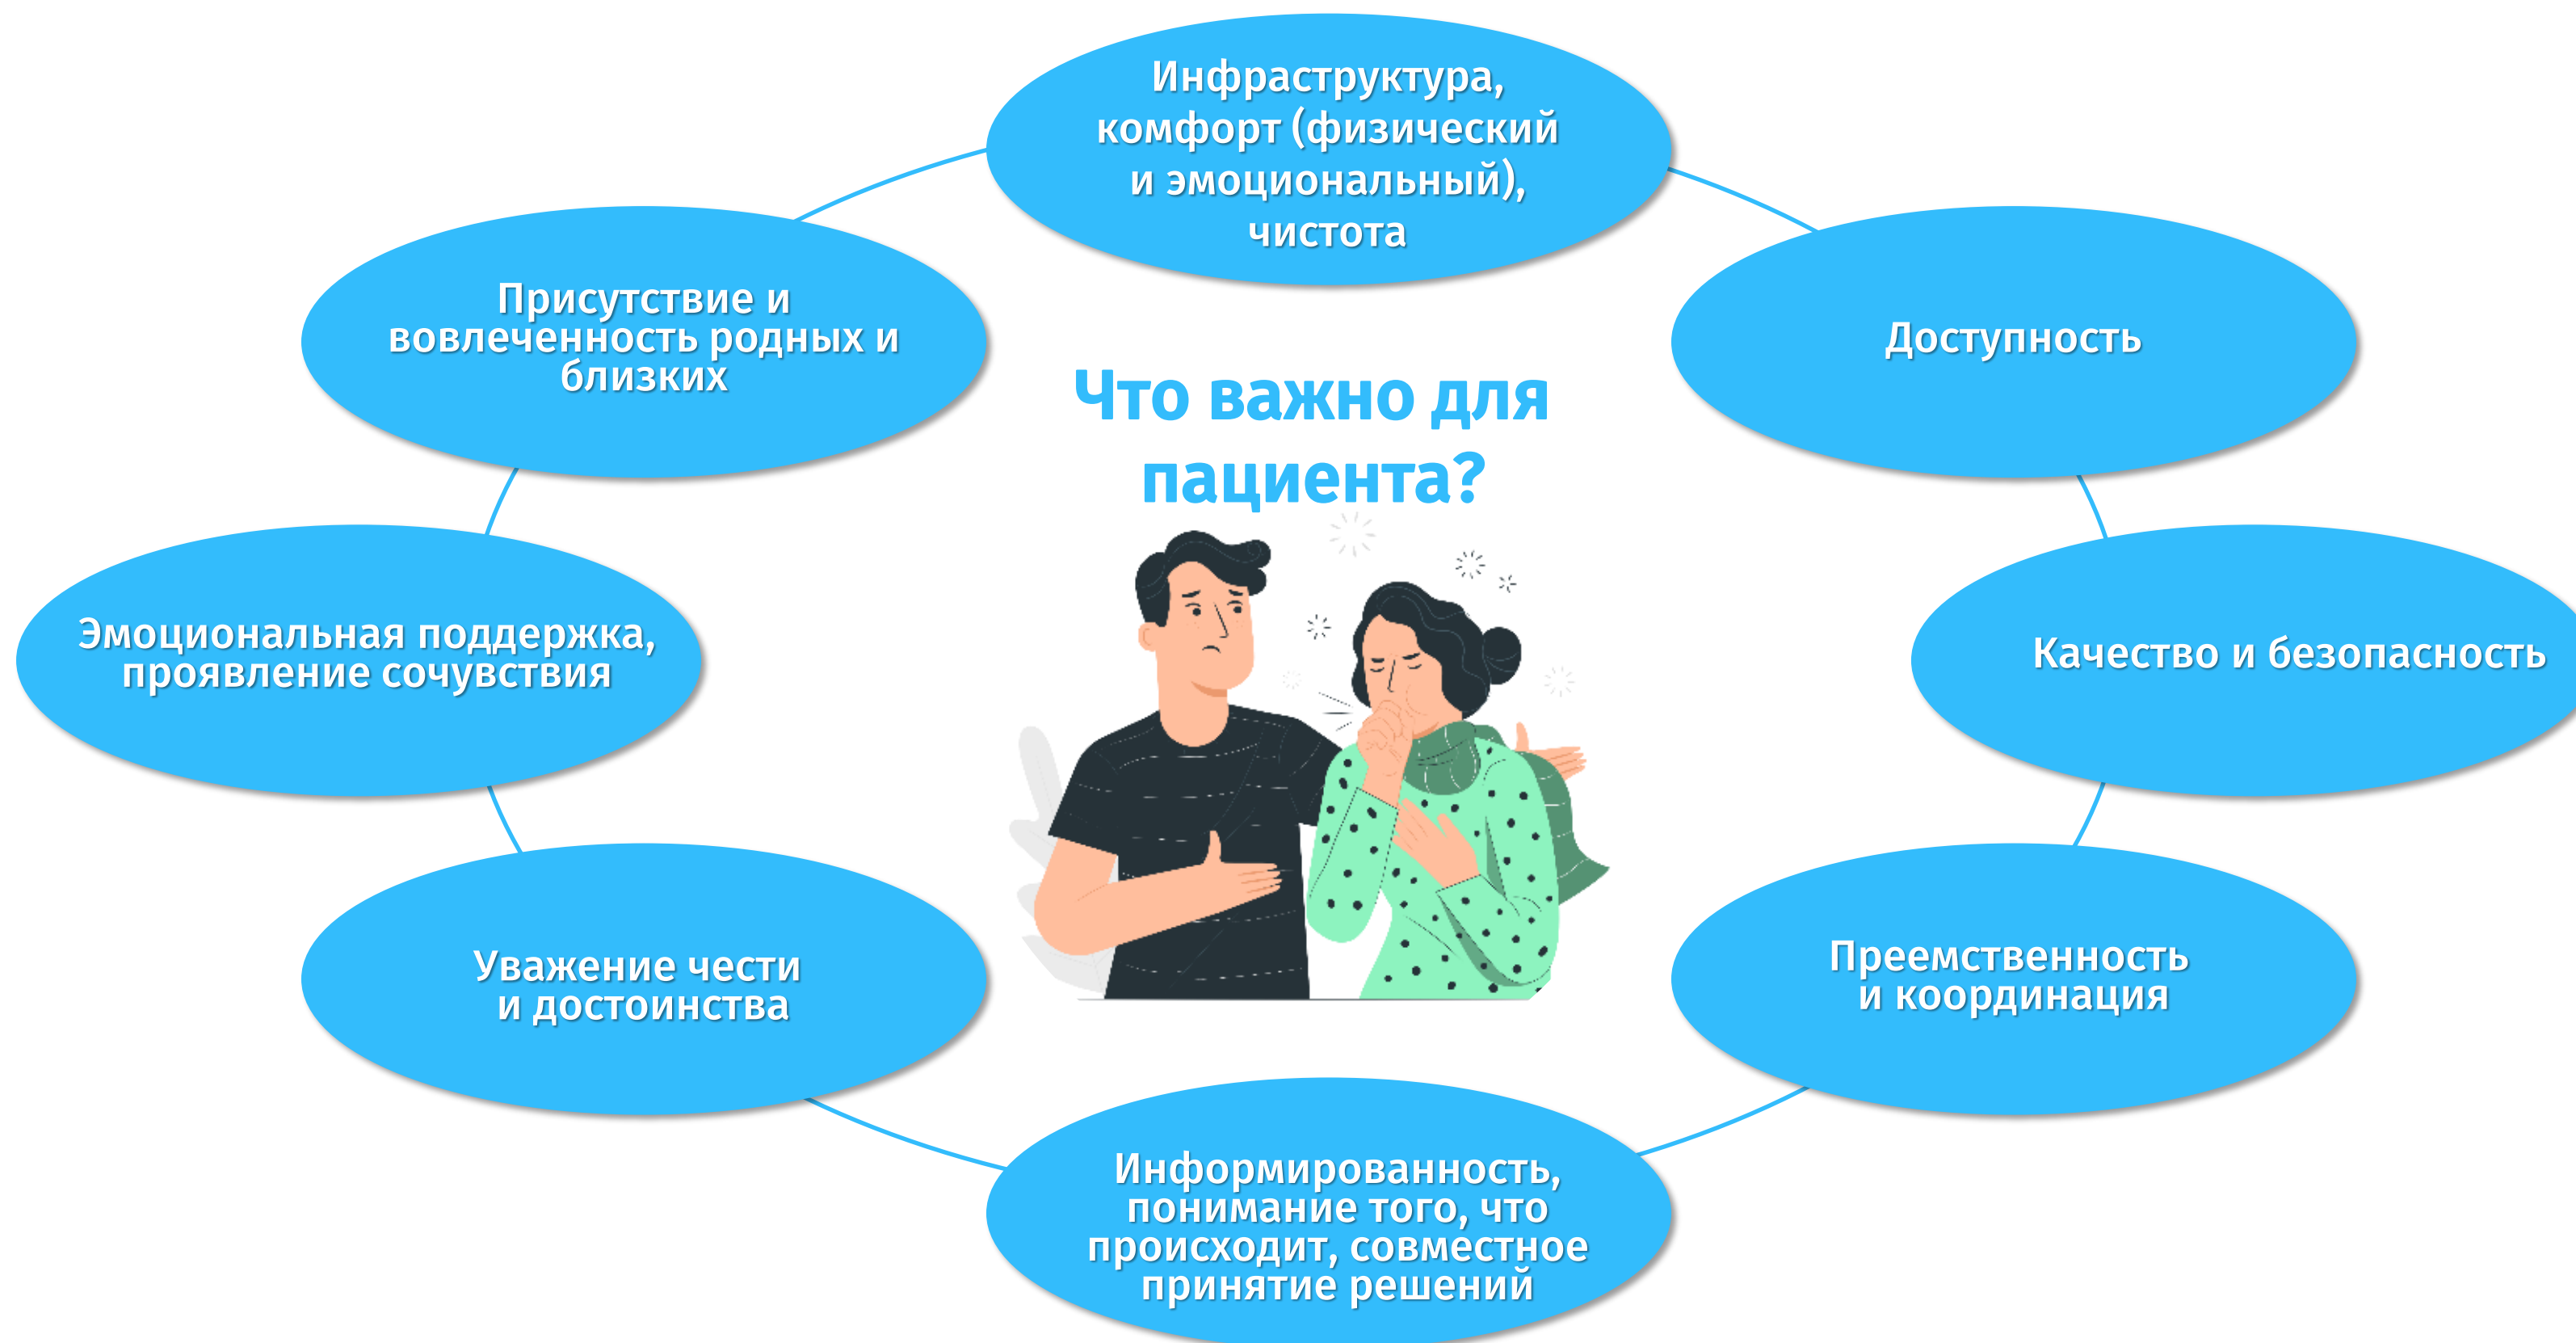 Инфраструктура,
комфорт (физический
и эмоциональный),
чистота
Доступность
Качество и безопасность
Преемственность
и координация
Информированность,
понимание того, что
происходит, совместное
принятие решений
Уважение чести
и достоинства
Эмоциональная поддержка,
проявление сочувствия
Присутствие и
вовлеченность родных и
близких
Что важно для
пациента?